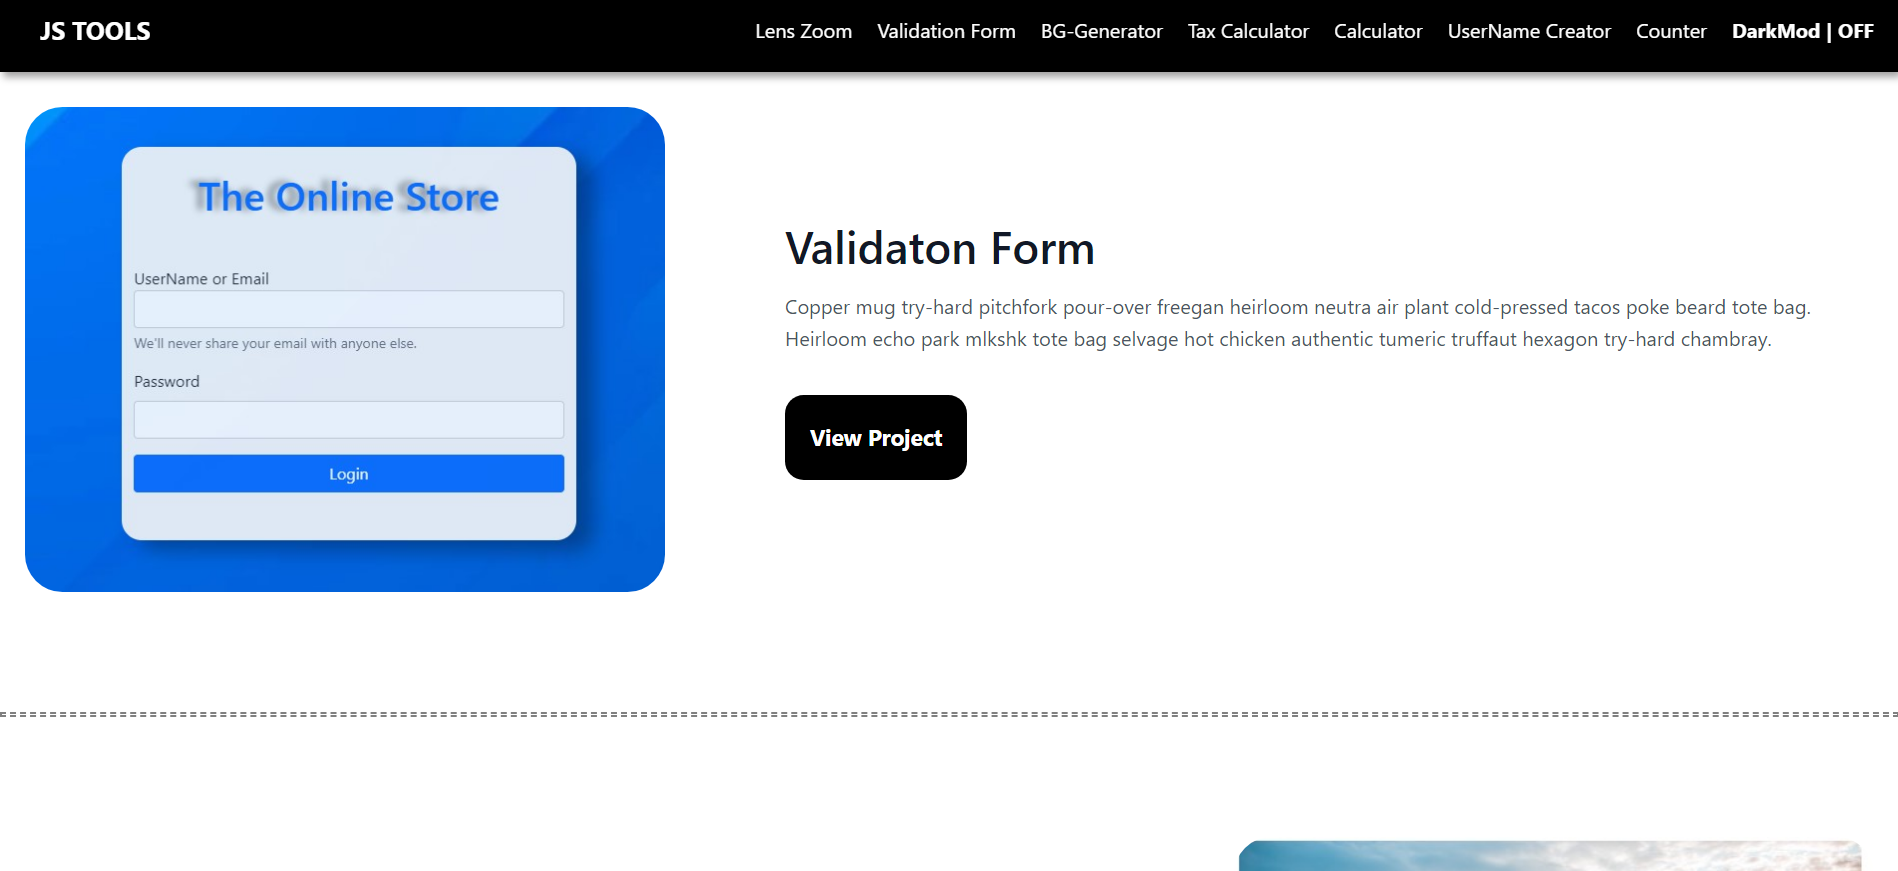 JS TOOLS
Lens Zoom Validation Form BG-Generator Tax Calculator Calculator UserName Creator Counter DarkMod | OFF
The Online Store
UserName or Email
We'll never share your email with anyone else.
Password
Login
Validaton Form
Copper mug try-hard pitchfork pour-over freegan heirloom neutra air plant cold-pressed tacos poke beard tote bag.
Heirloom echo park mlkshk tote bag selvage hot chicken authentic tumeric truffaut hexagon try-hard chambray.
View Project